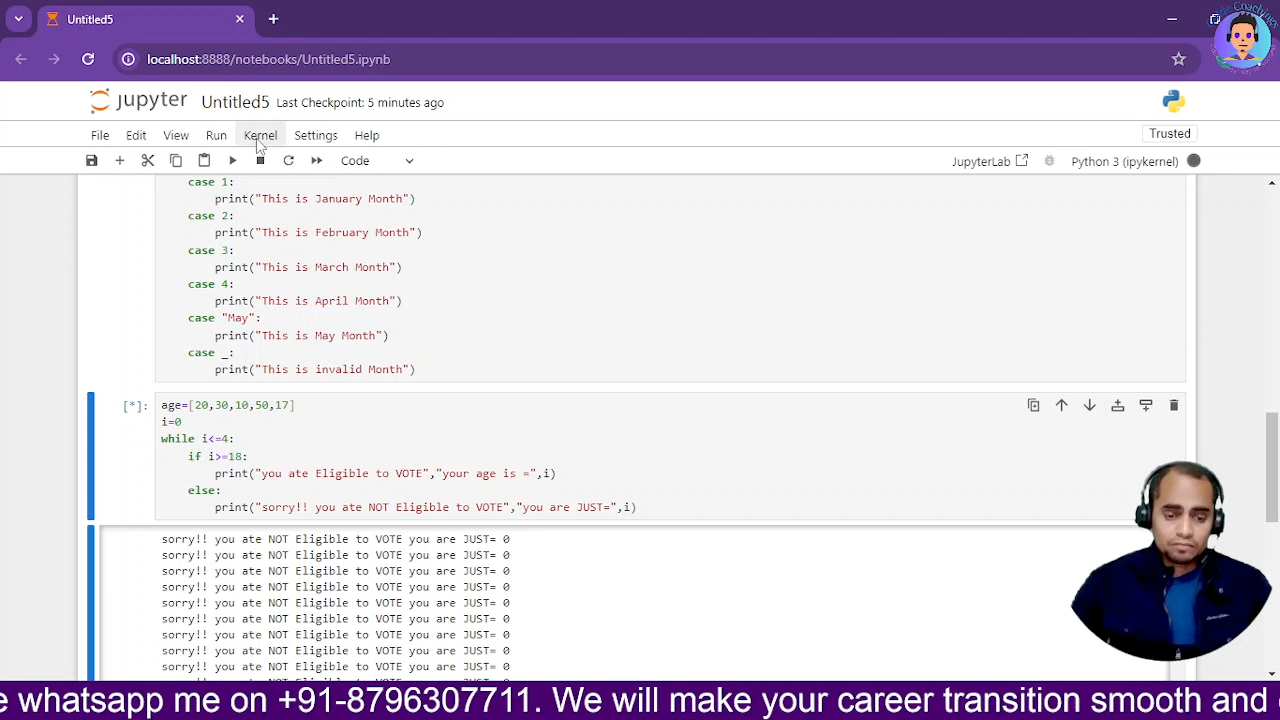 Untitled5
localhost:8888/notebooks/Untitled5.ipynb
jupyter Untitled5 Last Checkpoint: 5 minutes ago
File Edit View Run Kernel Settings Help
Trusted
Code
JupyterLab
Python 3 (ipykernel)
case 1:
print("This is January Month")
case 2:
print("This is February Month")
case 3:
print("This is March Month")
case 4:
print("This is April Month")
case "May":
print("This is May Month")
case _:
print("This is invalid Month")
[*]: age=[20,30,10,50,17]
i=0
while i<=4:
if i>=18:
print("you ate Eligible to VOTE","your age is =",i)
else:
print("sorry!! you ate NOT Eligible to VOTE","you are JUST=",i)
sorry!! you ate NOT Eligible to VOTE you are JUST= 0
sorry!! you ate NOT Eligible to VOTE you are JUST= 0
sorry!! you ate NOT Eligible to VOTE you are JUST= 0
sorry!! you ate NOT Eligible to VOTE you are JUST= 0
sorry!! you ate NOT Eligible to VOTE you are JUST= 0
sorry!! you ate NOT Eligible to VOTE you are JUST= 0
sorry!! you ate NOT Eligible to VOTE you are JUST= 0
sorry!! you ate NOT Eligible to VOTE you are JUST= 0
sorry!! you ate NOT Eligible to VOTE you are JUST= 0
e whatsapp me on +91-8796307711. We will make your career transition smooth and